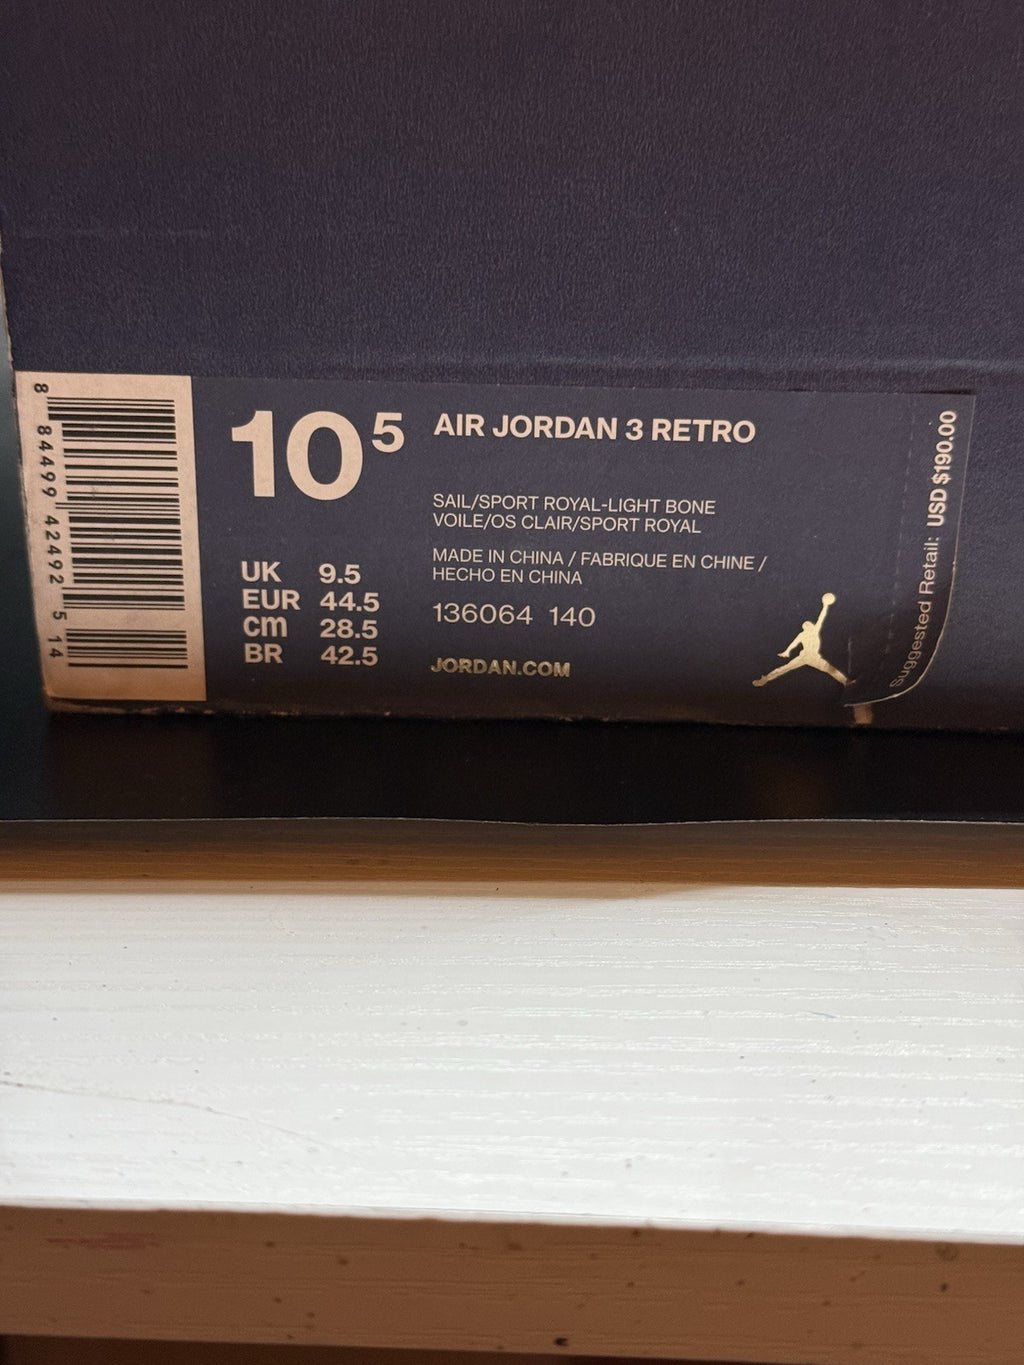 8 84499 42492 5 14
10 5
AIR JORDAN 3 RETRO
SAIL/SPORT ROYAL-LIGHT BONE
VOILE/OS CLAIR/SPORT ROYAL
MADE IN CHINA / FABRIQUE EN CHINE /
HECHO EN CHINA
136064 140
UK 9.5
EUR 44.5
cm 28.5
BR 42.5
JORDAN.COM
Suggested Retail: USD $190.00